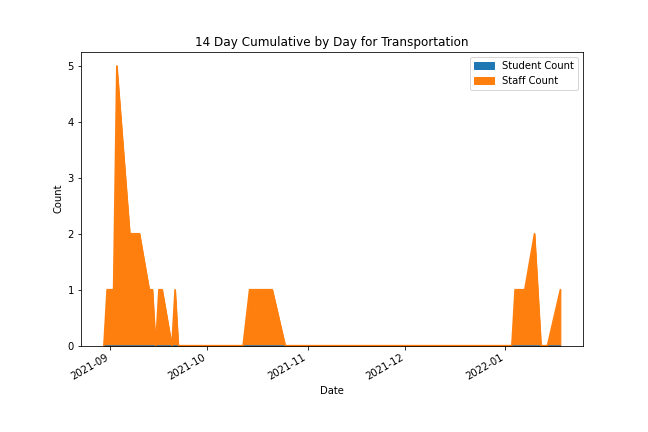 14 Day Cumulative by Day for Transportation
Student Count
Staff Count
5
4
3
2
1
0
Count
2021-09
2021-10
2021-11
2021-12
2022-01
Date